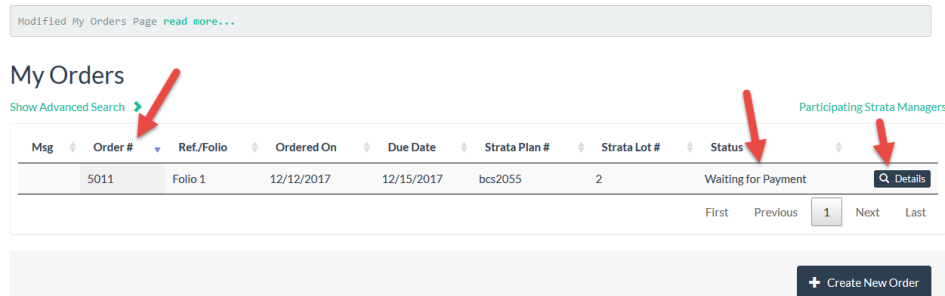 Modified My Orders Page read more...
My Orders
Show Advanced Search
Participating Strata Managers
Msg Order # Ref./Folio Ordered On Due Date Strata Plan # Strata Lot # Status
5011 Folio 1 12/12/2017 12/15/2017 bcs2055 2 Waiting for Payment Details
First Previous 1 Next Last
Create New Order